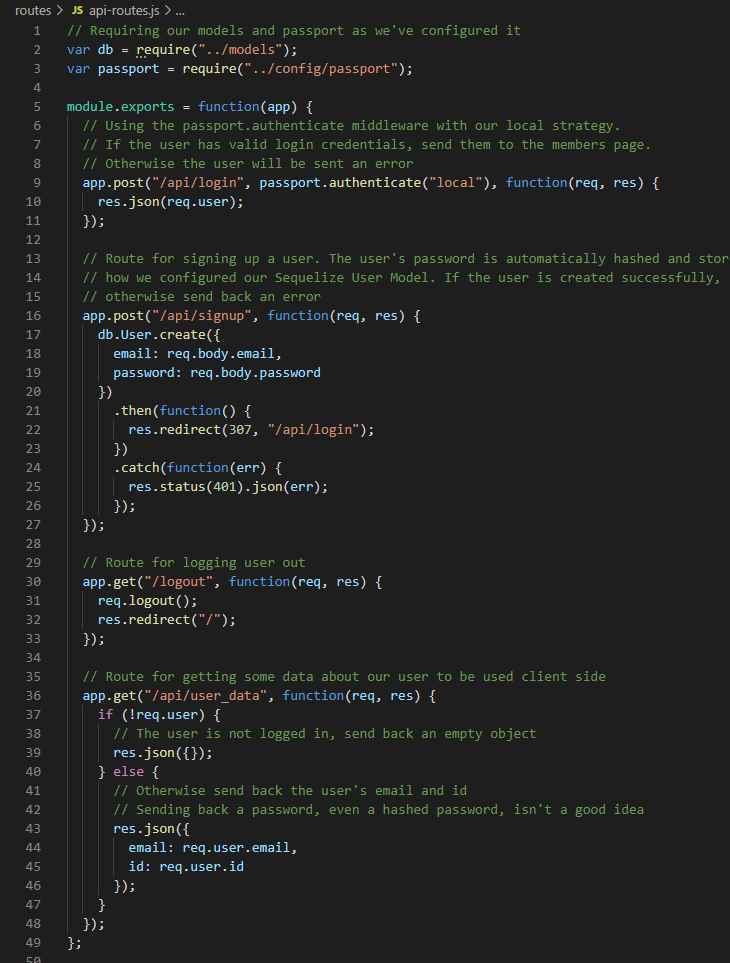 routes > JS api-routes.js > ...
1 // Requiring our models and passport as we've configured it
2 var db = require("../models");
3 var passport = require("../config/passport");
4
5 module.exports = function(app) {
6   // Using the passport.authenticate middleware with our local strategy.
7   // If the user has valid login credentials, send them to the members page.
8   // Otherwise the user will be sent an error
9   app.post("/api/login", passport.authenticate("local"), function(req, res) {
10     res.json(req.user);
11   });
12
13   // Route for signing up a user. The user's password is automatically hashed and stor
14   // how we configured our Sequelize User Model. If the user is created successfully,
15   // otherwise send back an error
16   app.post("/api/signup", function(req, res) {
17     db.User.create({
18       email: req.body.email,
19       password: req.body.password
20     })
21       .then(function() {
22         res.redirect(307, "/api/login");
23       })
24       .catch(function(err) {
25         res.status(401).json(err);
26       });
27   });
28
29   // Route for logging user out
30   app.get("/logout", function(req, res) {
31     req.logout();
32     res.redirect("/");
33   });
34
35   // Route for getting some data about our user to be used client side
36   app.get("/api/user_data", function(req, res) {
37     if (!req.user) {
38       // The user is not logged in, send back an empty object
39       res.json({});
40     } else {
41       // Otherwise send back the user's email and id
42       // Sending back a password, even a hashed password, isn't a good idea
43       res.json({
44         email: req.user.email,
45         id: req.user.id
46       });
47     }
48   });
49 };
50